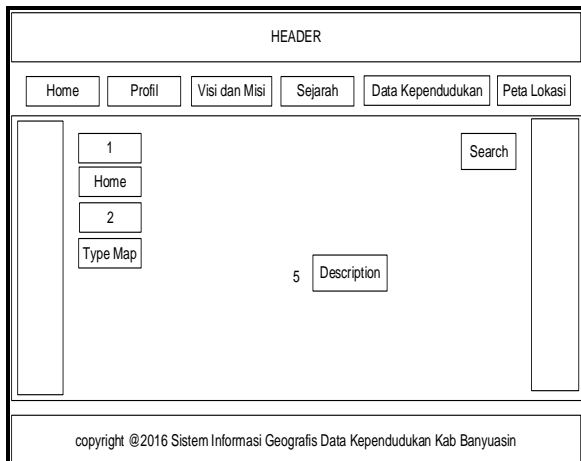 HEADER
Home Profil Visi dan Misi Sejarah Data Kependudukan Peta Lokasi
1
Search
Home
2
Type Map
5 Description
copyright @2016 Sistem Informasi Geografis Data Kependudukan Kab Banyuasin